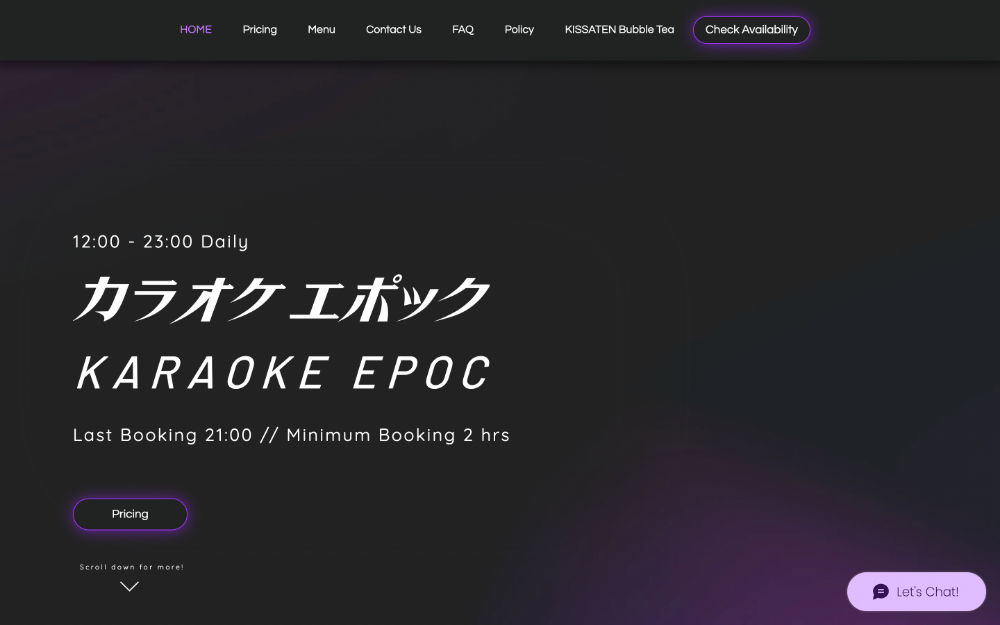 HOME Pricing Menu Contact Us FAQ Policy KISSATEN Bubble Tea Check Availability
12:00 - 23:00 Daily
カラオケ エポック
KARAOKE EPOC
Last Booking 21:00 // Minimum Booking 2 hrs
Pricing
Scroll down for more!
Let's Chat!